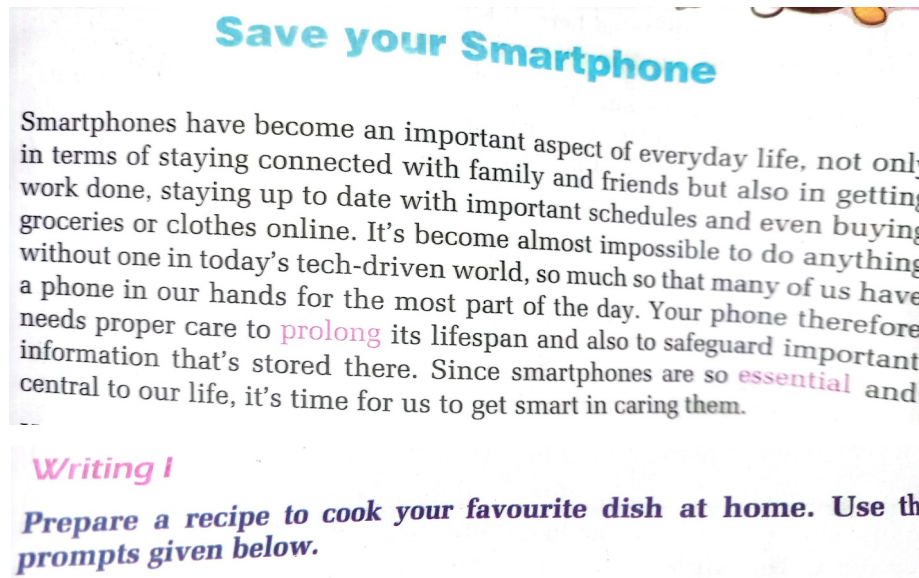 Save your Smartphone
Smartphones have become an important aspect of everyday life, not only
in terms of staying connected with family and friends but also in getting
work done, staying up to date with important schedules and even buying
groceries or clothes online. It's become almost impossible to do anything
without one in today's tech-driven world, so much so that many of us have
a phone in our hands for the most part of the day. Your phone therefore
needs proper care to prolong its lifespan and also to safeguard important
information that's stored there. Since smartphones are so essential and
central to our life, it's time for us to get smart in caring them.
Writing I
Prepare a recipe to cook your favourite dish at home. Use th
prompts given below.